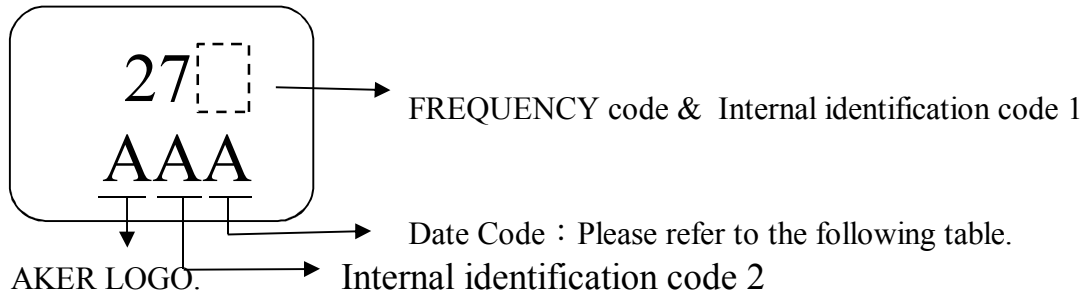 27
FREQUENCY code & Internal identification code 1
AAA
Date Code：Please refer to the following table.
AKER LOGO.
Internal identification code 2